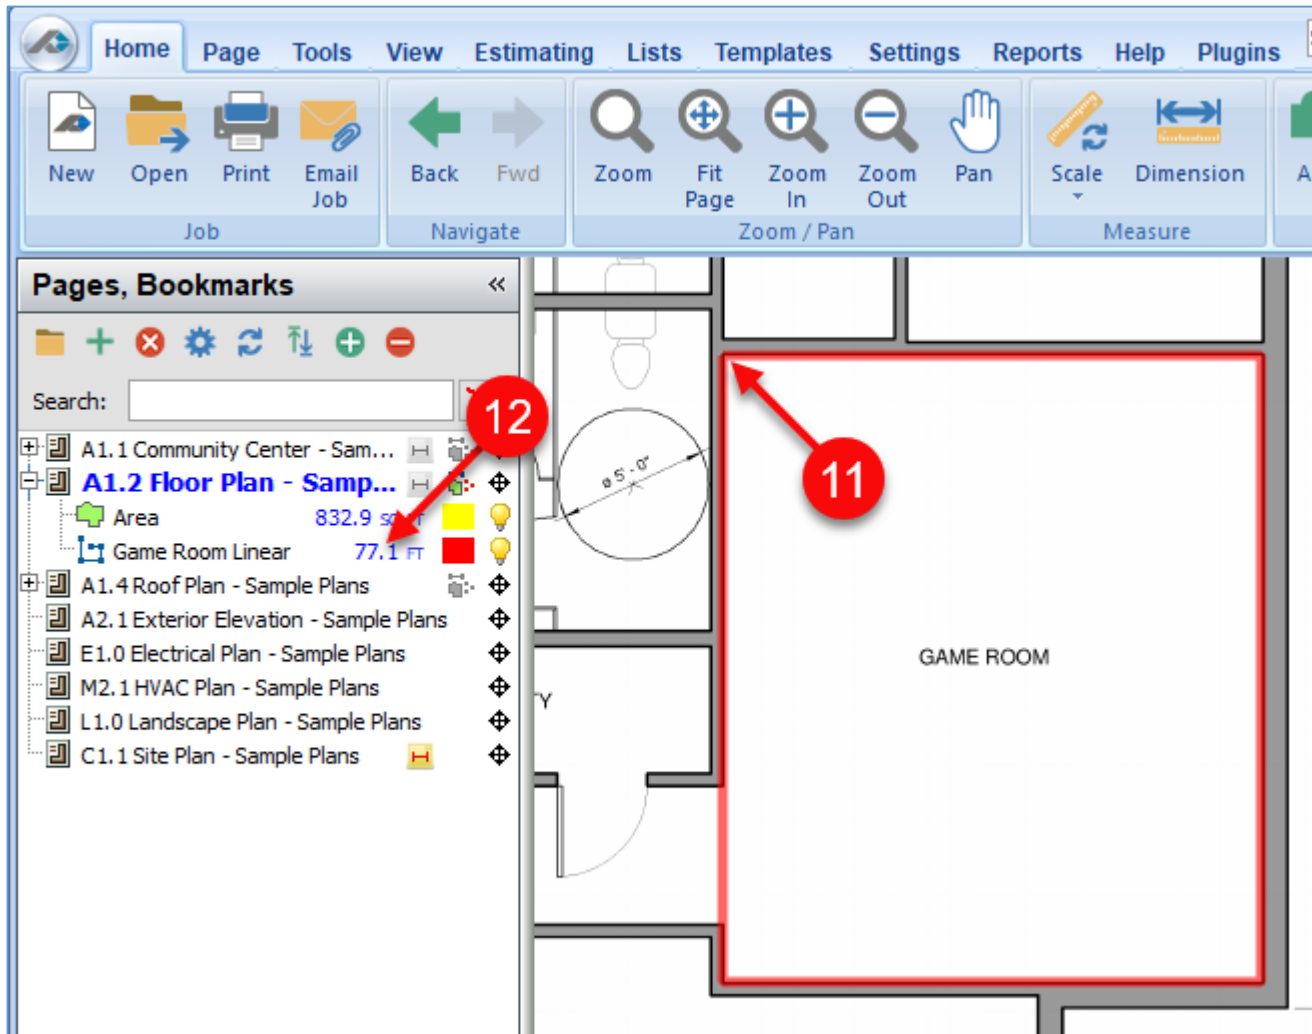 Home Page Tools View Estimating Lists Templates Settings Reports Help Plugins
New Open Print Email Job Back Fwd Zoom Fit Page Zoom In Zoom Out Pan Scale Dimension
Job Navigate Zoom / Pan Measure
Pages, Bookmarks
Search:
12
11
A1.1 Community Center - Sam...
A1.2 Floor Plan - Samp...
Area 832.9
Game Room Linear 77.1 FT
A1.4 Roof Plan - Sample Plans
A2.1 Exterior Elevation - Sample Plans
E1.0 Electrical Plan - Sample Plans
M2.1 HVAC Plan - Sample Plans
L1.0 Landscape Plan - Sample Plans
C1.1 Site Plan - Sample Plans
ø 5'-0"
GAME ROOM